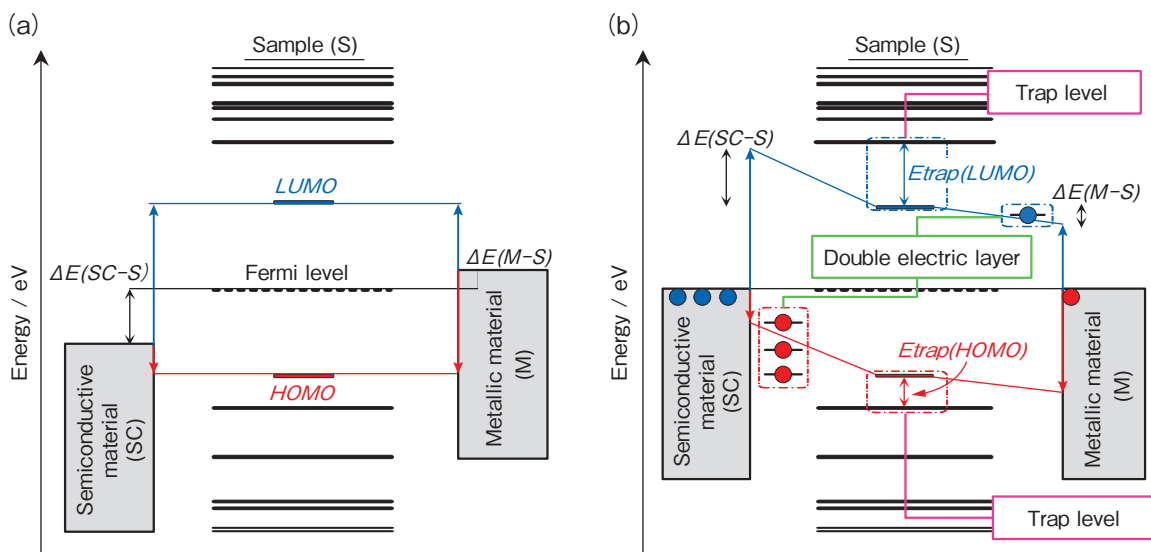 (a)
Sample (S)
LUMO
ΔE(SC-S)
Fermi level
ΔE(M-S)
Energy / eV
HOMO
Semiconductive
material
(SC)
Metallic material
(M)
(b)
Sample (S)
Trap level
ΔE(SC-S)
Etrap(LUMO)
ΔE(M-S)
Double electric layer
Energy / eV
Etrap(HOMO)
Semiconductive
material
(SC)
Metallic material
(M)
Trap level